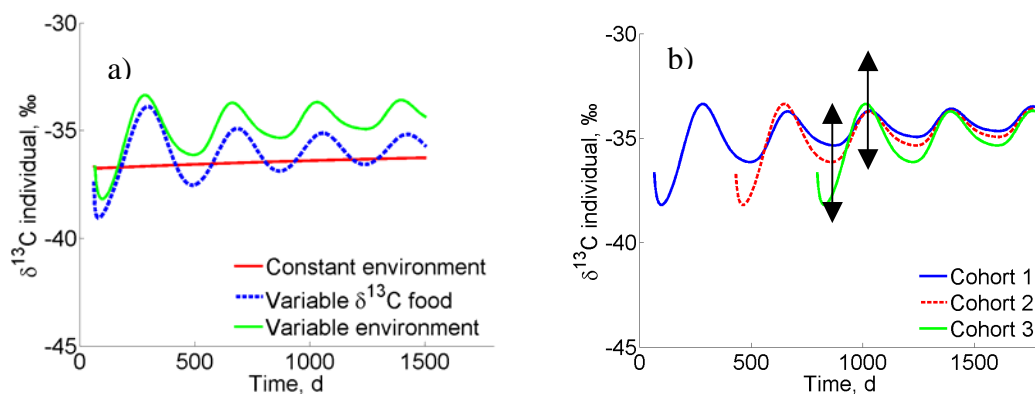 a)
-30
-35
-40
-45
δ¹³C individual, ‰
Constant environment
Variable δ¹³C food
Variable environment
0 500 1000 1500
Time, d
b)
-30
-35
-40
-45
δ¹³C individual, ‰
Cohort 1
Cohort 2
Cohort 3
0 500 1000 1500
Time, d